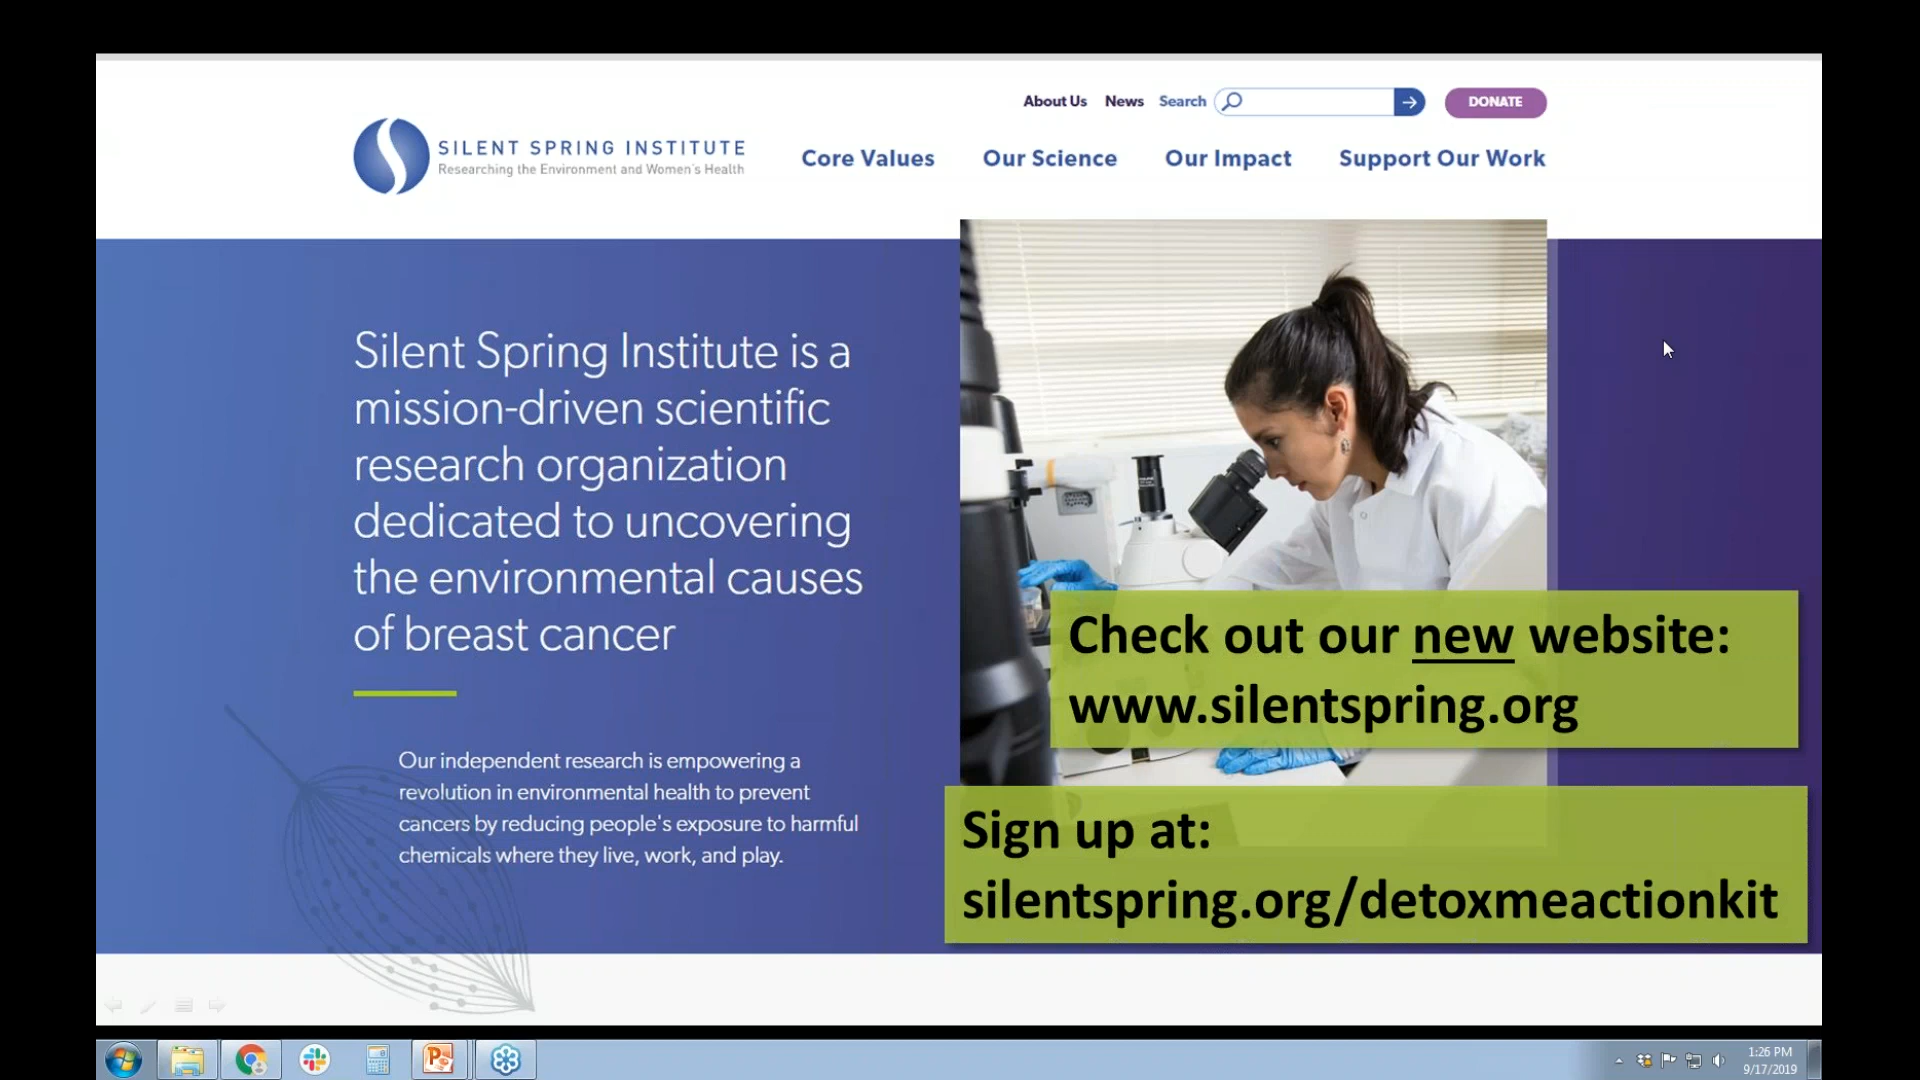 About Us News Search DONATE
SILENT SPRING INSTITUTE
Researching the Environment and Women's Health
Core Values Our Science Our Impact Support Our Work
Silent Spring Institute is a
mission-driven scientific
research organization
dedicated to uncovering
the environmental causes
of breast cancer
Our independent research is empowering a
revolution in environmental health to prevent
cancers by reducing people's exposure to harmful
chemicals where they live, work, and play.
Check out our new website:
www.silentspring.org
Sign up at:
silentspring.org/detoxmeactionkit
1:26 PM
9/17/2019